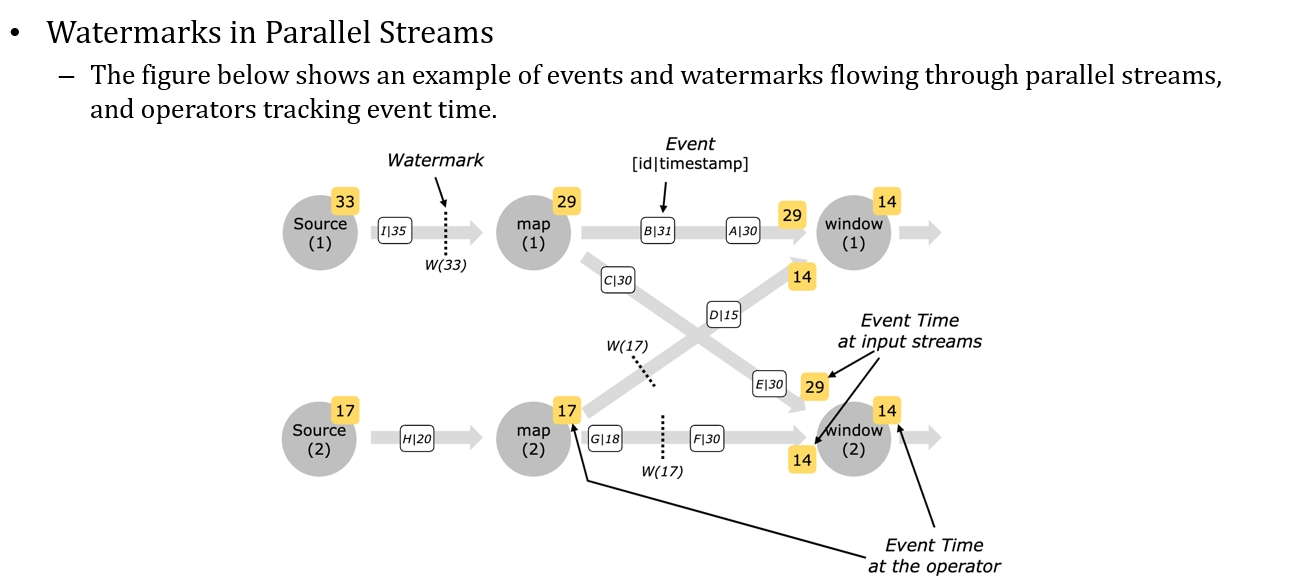 • Watermarks in Parallel Streams
– The figure below shows an example of events and watermarks flowing through parallel streams,
and operators tracking event time.
Watermark
Event
[id|timestamp]
33
Source
(1)
I|35
W(33)
29
map
(1)
B|31
A|30
29
14
window
(1)
C|30
14
D|15
W(17)
Event Time
at input streams
E|30
29
17
Source
(2)
H|20
17
map
(2)
G|18
W(17)
F|30
14
14
window
(2)
Event Time
at the operator